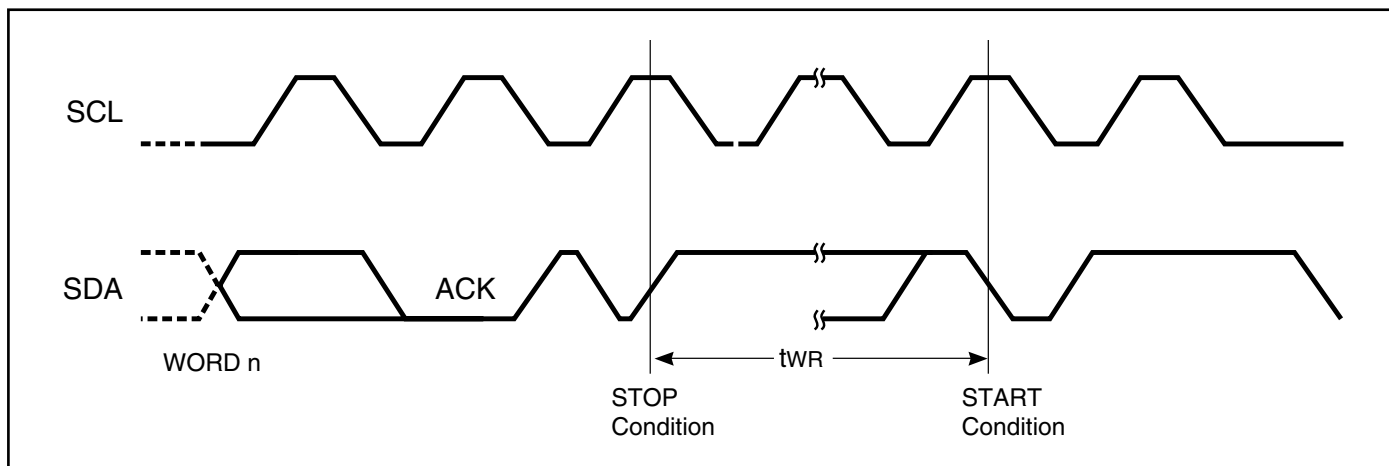 SCL
SDA
ACK
WORD n
tWR
STOP
Condition
START
Condition